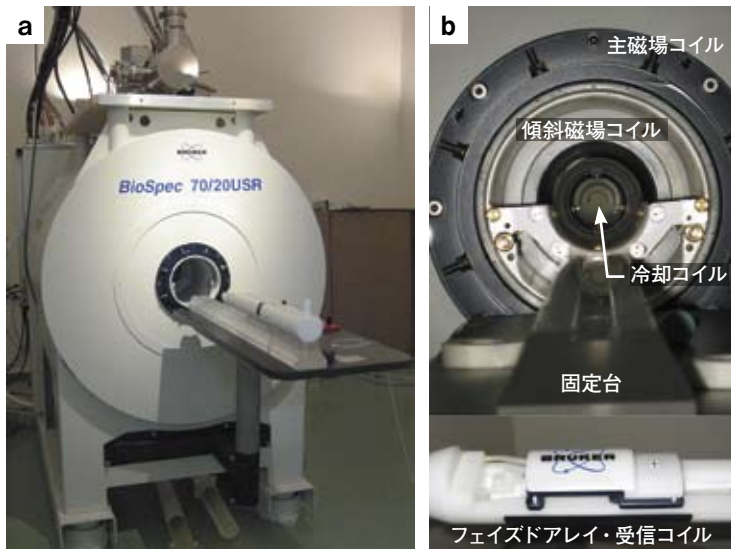 a
BRUKER
BioSpec 70/20USR
b
主磁場コイル
傾斜磁場コイル
冷却コイル
固定台
BRUKER
フェイズドアレイ・受信コイル